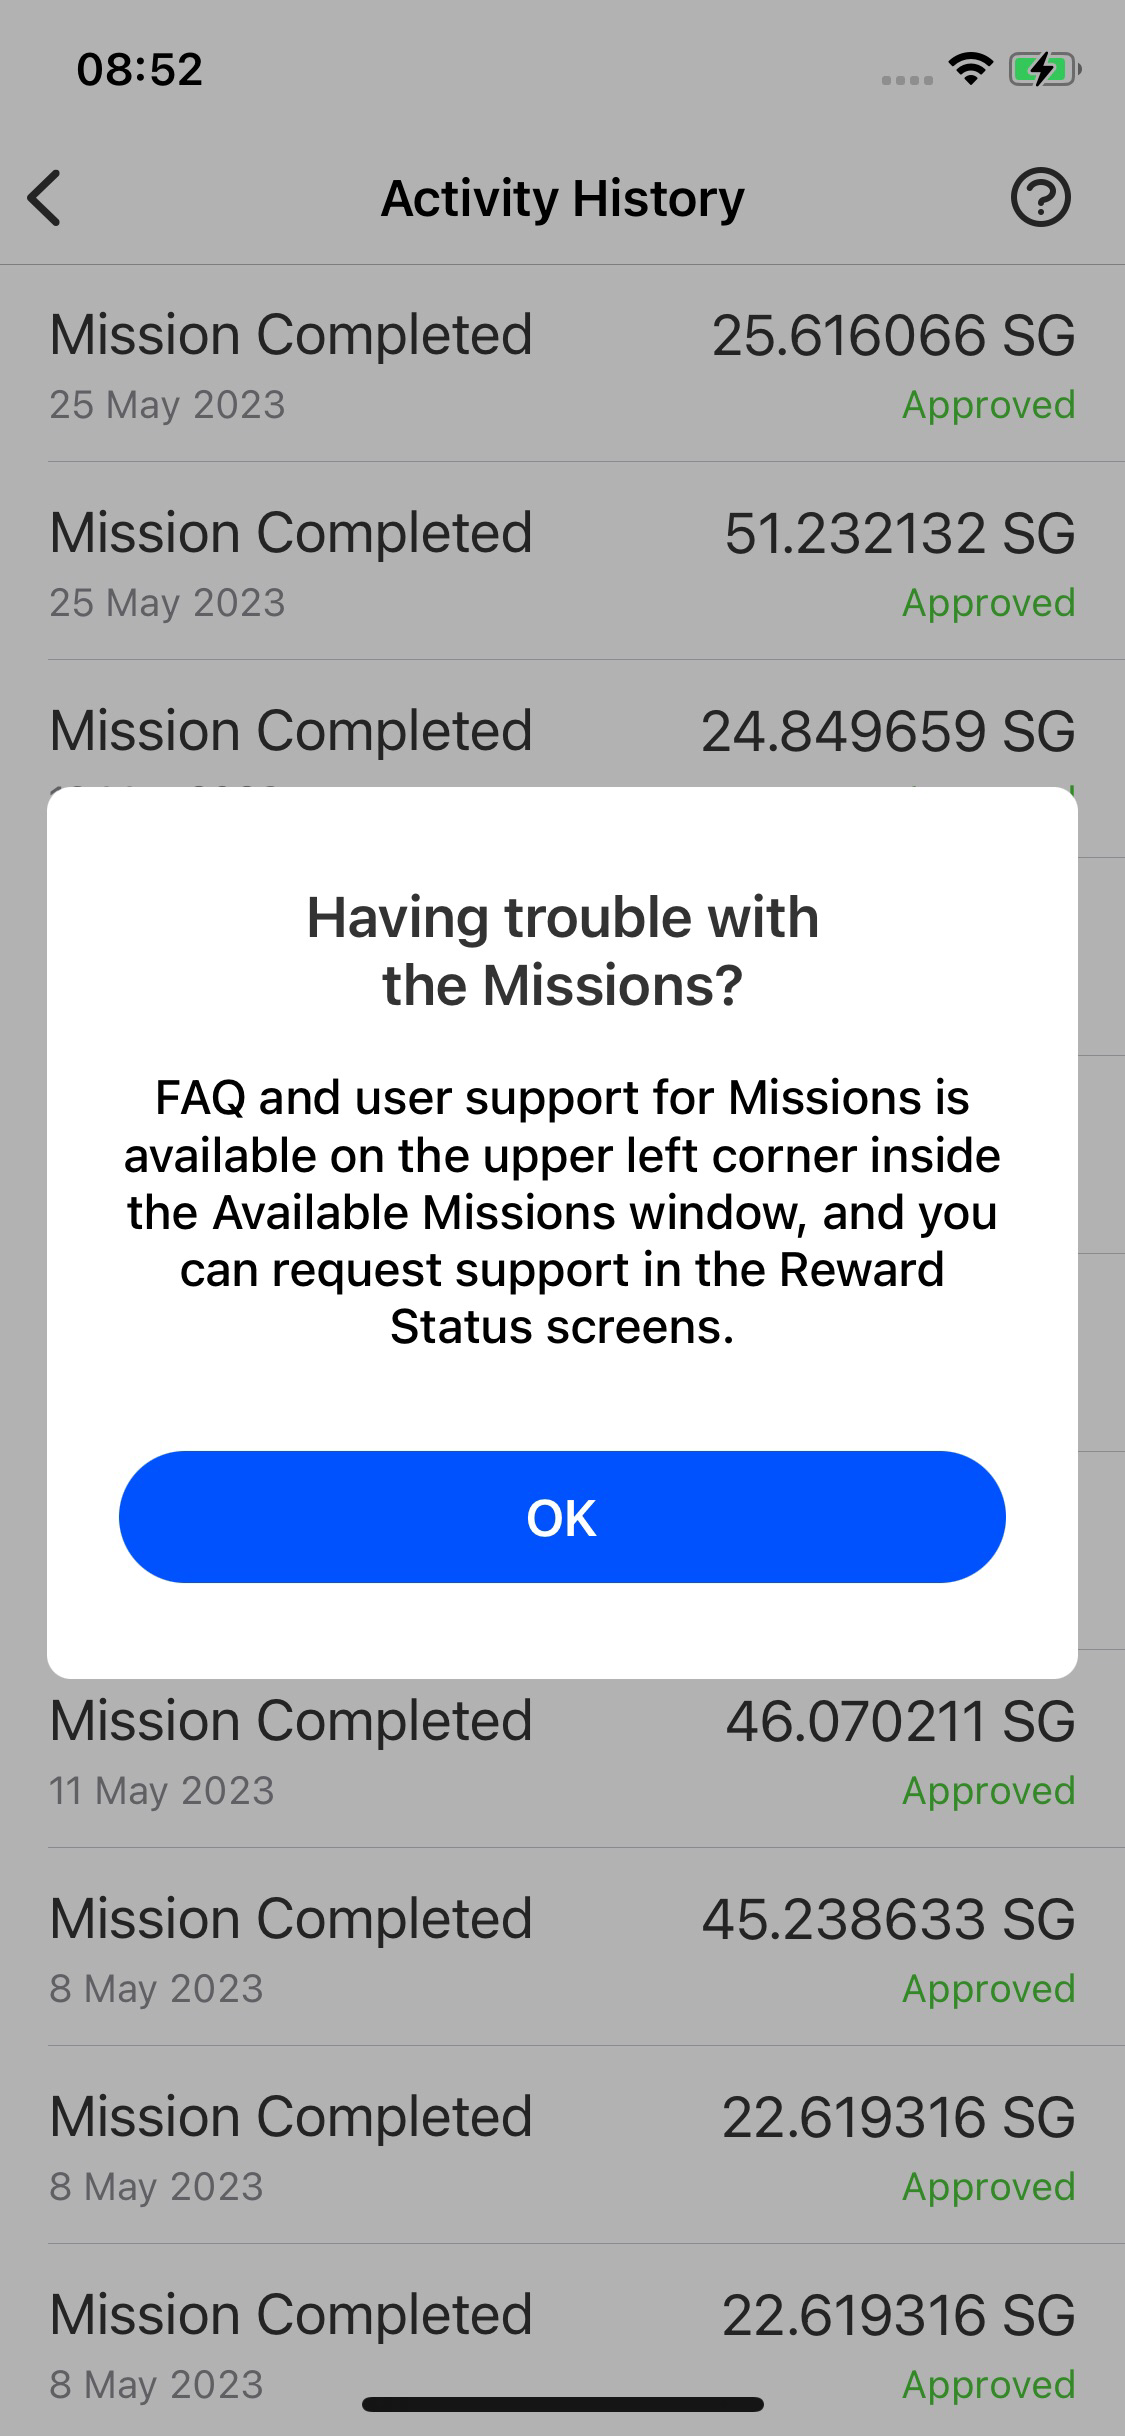 08:52
Activity History
Mission Completed 25.616066 SG
25 May 2023 Approved
Mission Completed 51.232132 SG
25 May 2023 Approved
Mission Completed 24.849659 SG
Having trouble with
the Missions?
FAQ and user support for Missions is
available on the upper left corner inside
the Available Missions window, and you
can request support in the Reward
Status screens.
OK
Mission Completed 46.070211 SG
11 May 2023 Approved
Mission Completed 45.238633 SG
8 May 2023 Approved
Mission Completed 22.619316 SG
8 May 2023 Approved
Mission Completed 22.619316 SG
8 May 2023 Approved